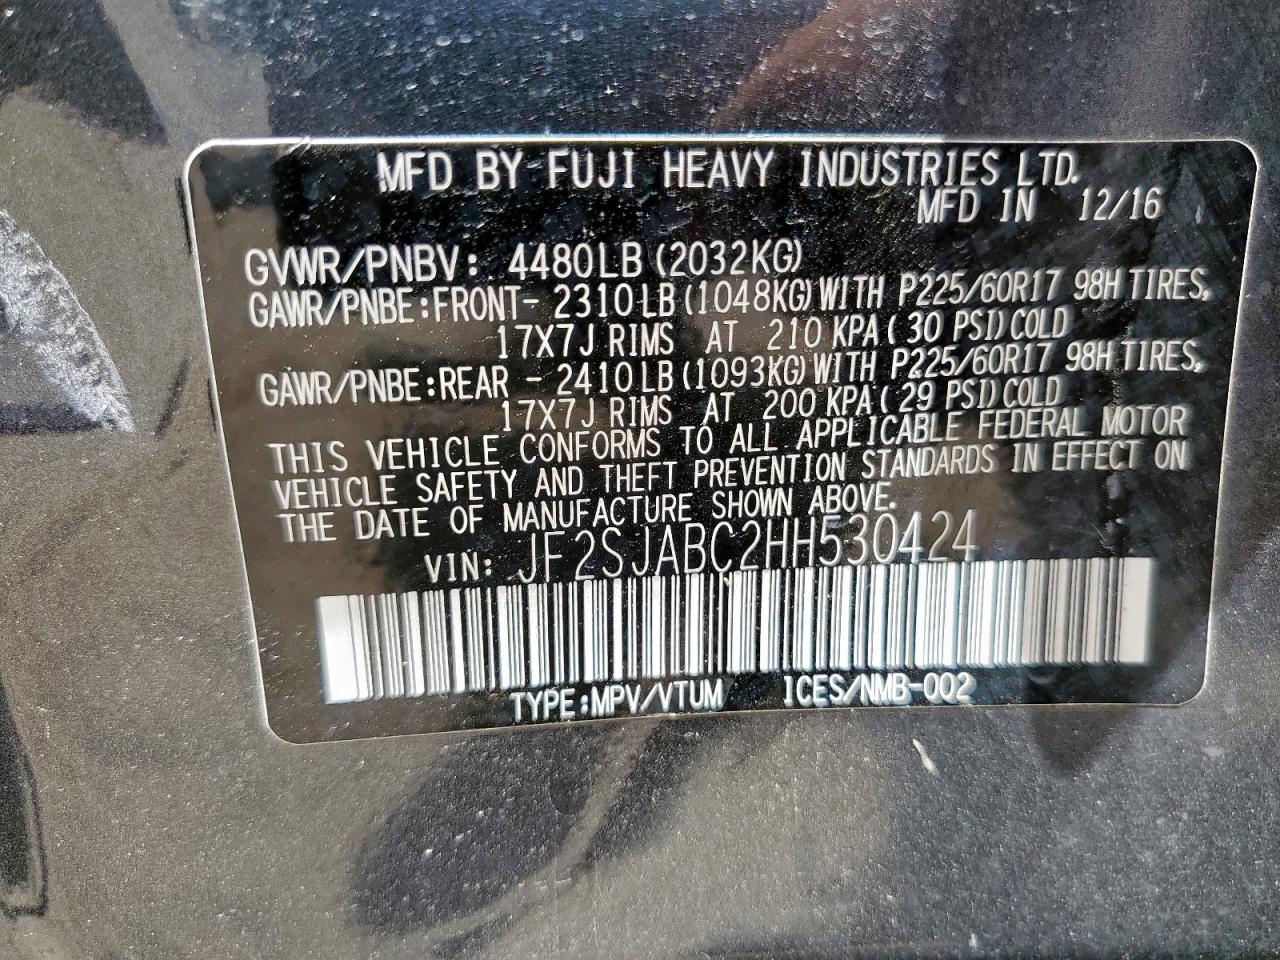 MFD BY FUJI HEAVY INDUSTRIES LTD.
MFD IN 12/16
GVWR/PNBV: 4480LB (2032KG)
GAWR/PNBE:FRONT- 2310LB(1048KG)WITH P225/60R17 98H TIRES,
17X7J RIMS AT 210 KPA(30 PSI)COLD
GAWR/PNBE:REAR - 2410LB(1093KG)WITH P225/60R17 98H TIRES,
17X7J RIMS AT 200 KPA(29 PSI)COLD
THIS VEHICLE CONFORMS TO ALL APPLICABLE FEDERAL MOTOR
VEHICLE SAFETY AND THEFT PREVENTION STANDARDS IN EFFECT ON
THE DATE OF MANUFACTURE SHOWN ABOVE.
VIN: JF2SJABC2HH530424
TYPE:MPV/VTUM ICES/NMB-002